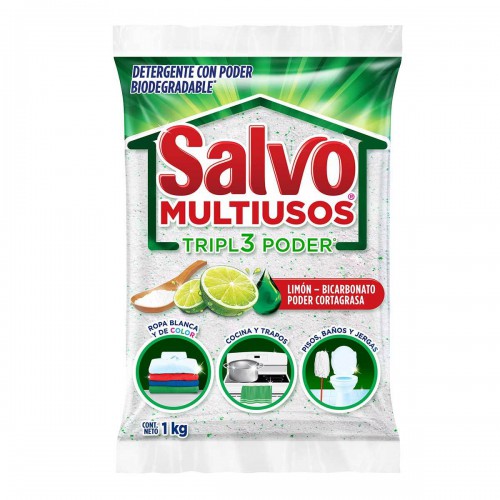 DETERGENTE CON PODER
BIODEGRADABLE*
Salvo®
MULTIUSOS
TRIPL3 PODER
LIMÓN – BICARBONATO
PODER CORTAGRASA
ROPA BLANCA
Y DE COLOR
COCINA Y TRAPOS
PISOS, BAÑOS Y JERGAS
CONT.
NETO 1 kg